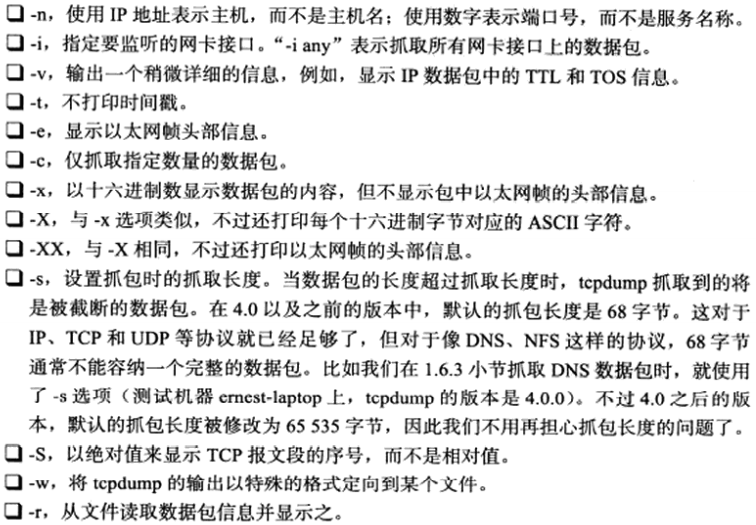 ❑ -n，使用 IP 地址表示主机，而不是主机名；使用数字表示端口号，而不是服务名称。
❑ -i，指定要监听的网卡接口。“-i any”表示抓取所有网卡接口上的数据包。
❑ -v，输出一个稍微详细的信息，例如，显示 IP 数据包中的 TTL 和 TOS 信息。
❑ -t，不打印时间戳。
❑ -e，显示以太网帧头部信息。
❑ -c，仅抓取指定数量的数据包。
❑ -x，以十六进制数显示数据包的内容，但不显示包中以太网帧的头部信息。
❑ -X，与 -x 选项类似，不过还打印每个十六进制字节对应的 ASCII 字符。
❑ -XX，与 -X 相同，不过还打印以太网帧的头部信息。
❑ -s，设置抓包时的抓取长度。当数据包的长度超过抓取长度时，tcpdump 抓取到的将
是被截断的数据包。在 4.0 以及之前的版本中，默认的抓包长度是 68 字节。这对于
IP、TCP 和 UDP 等协议就已经足够了，但对于像 DNS、NFS 这样的协议，68 字节
通常不能容纳一个完整的数据包。比如我们在 1.6.3 小节抓取 DNS 数据包时，就使用
了 -s 选项（测试机器 ernest-laptop 上，tcpdump 的版本是 4.0.0）。不过 4.0 之后的版
本，默认的抓包长度被修改为 65 535 字节，因此我们不用再担心抓包长度的问题了。
❑ -S，以绝对值来显示 TCP 报文段的序号，而不是相对值。
❑ -w，将 tcpdump 的输出以特殊的格式定向到某个文件。
❑ -r，从文件读取数据包信息并显示之。